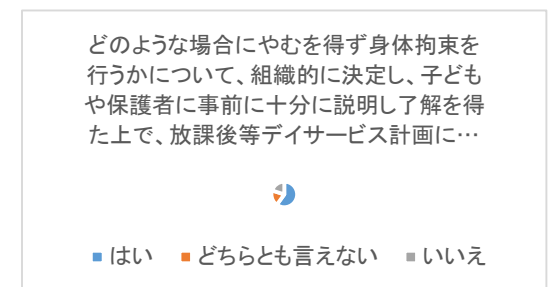 どのような場合にやむを得ず身体拘束を
行うかについて、組織的に決定し、子ども
や保護者に事前に十分に説明し了解を得
た上で、放課後等デイサービス計画に…
はい どちらとも言えない いいえ